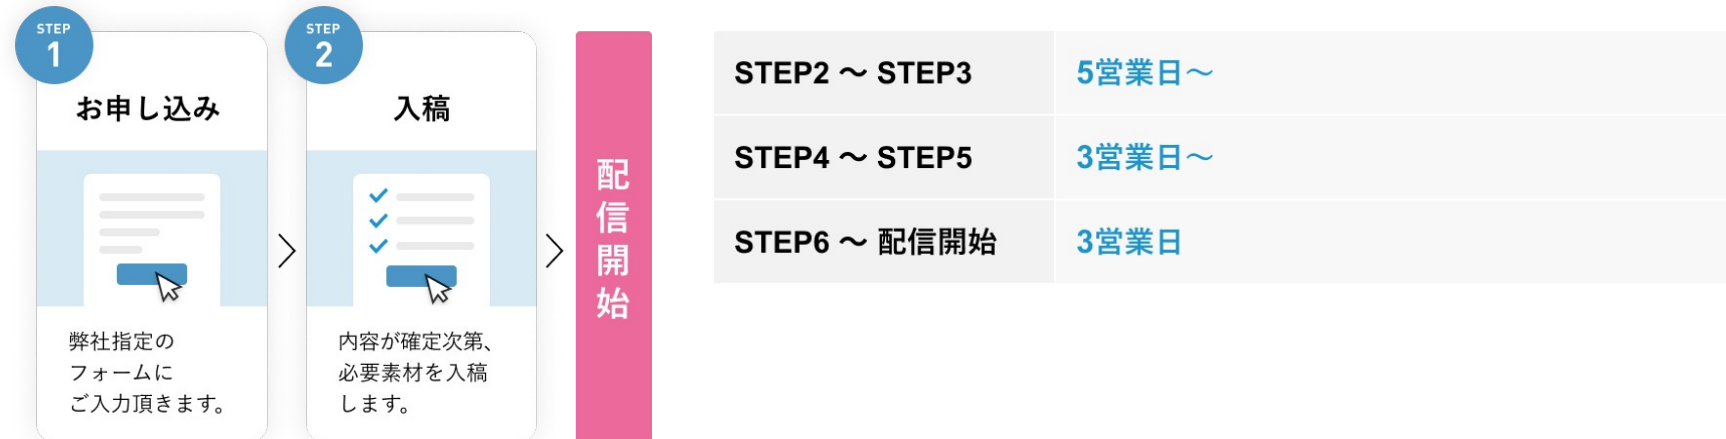 STEP
1
お申し込み
弊社指定の
フォームに
ご入力頂きます。
STEP
2
入稿
内容が確定次第、
必要素材を入稿
します。
配信開始
STEP2 〜 STEP3
5営業日〜
STEP4 〜 STEP5
3営業日〜
STEP6 〜 配信開始
3営業日